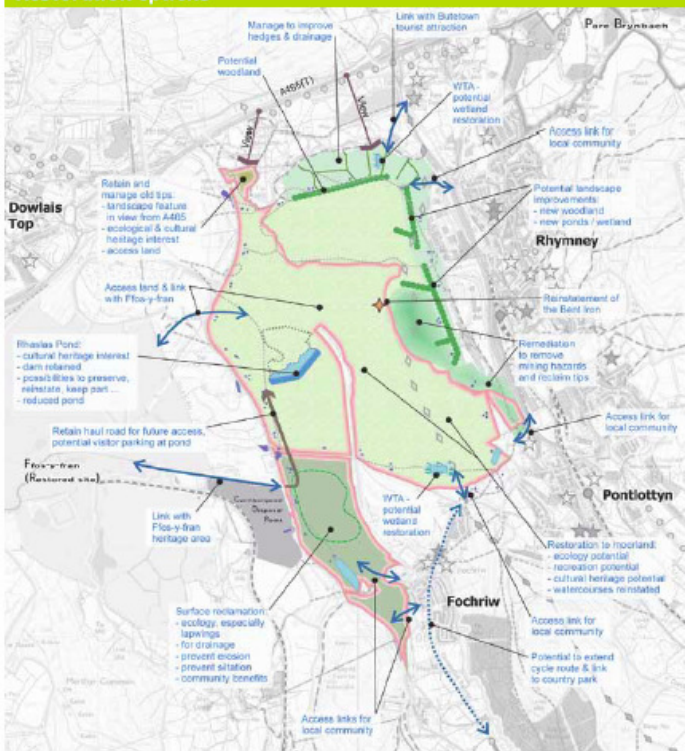 Manage to improve
hedges & drainage
Link with Butetown
tourist attraction
Parc Brynbach
Potential
woodland
A465(T)
View
View
WTA -
potential
wetland
restoration
Access link for
local community
Retain and
manage old tips:
- landscape feature
in view from A465
- ecological & cultural
heritage interest
- access land
Dowlais
Top
Potential landscape
improvements:
- new woodland
- new ponds / wetland
Rhymney
Access land & link
with Ffos-y-fran
Reinstatement of
the Bent Iron
Rhaslas Pond:
- cultural heritage interest
- dam retained
- possibilities to preserve,
reinstate, keep part ...
- reduced pond
Remediation
to remove
mining hazards
and reclaim tips
Retain haul road for future access,
potential visitor parking at pond
Access link for
local community
Ffos-y-fran
(Restored site)
Link with
Ffos-y-fran
heritage area
WTA -
potential
wetland
restoration
Pontlottyn
Restoration to moorland:
- ecology potential
- recreation potential
- cultural heritage potential
- watercourses reinstated
Surface reclamation:
- ecology, especially
lapwings
- for drainage
- prevent erosion
- prevent siltation
- community benefits
Fochriw
Access link for
local community
Potential to extend
cycle route & link
to country park
Access links for
local community